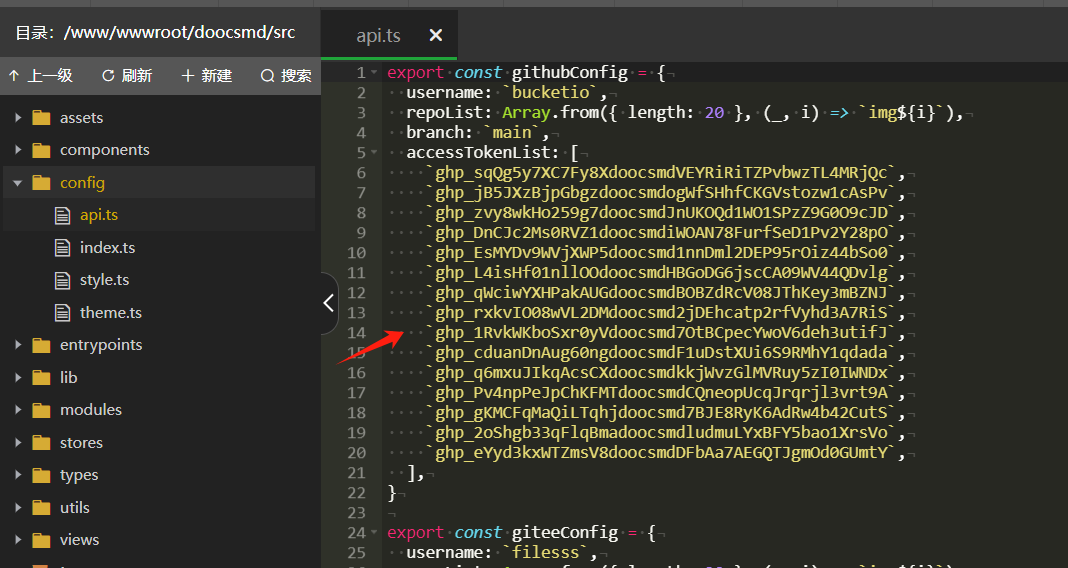 目录: /www/wwwroot/doocsmd/src
上一级 刷新 新建 搜索
assets
components
config
api.ts
index.ts
style.ts
theme.ts
entrypoints
lib
modules
stores
types
utils
views
api.ts
1 export const githubConfig = {
2 username: `bucketio`,
3 repoList: Array.from({ length: 20 }, (_, i) => `img${i}`),
4 branch: `main`,
5 accessTokenList: [
6 `ghp_sqQg5y7XC7Fy8XdoocsmdVEYRiRiTZPvbwzTL4MRjQc`,
7 `ghp_jB5JXzBjpGbgzdoocsmdogWfSHhfCKGVstozw1cAsPv`,
8 `ghp_zvy8wkHo259g7doocsmdJnUKOQd1WO1SPzZ9G0O9cJD`,
9 `ghp_DnCJc2Ms0RVZ1doocsmdiWOAN78FurfSeD1Pv2Y28pO`,
10 `ghp_EsMYDv9WVjXWP5doocsmd1nnDml2DEP95rOiz44bSo0`,
11 `ghp_L4isHf01nllOOdoocsmdHBGoDG6jscCA09WV44QDvlg`,
12 `ghp_qWciwYXHPakAUGdoocsmdBOBZdRcV08JThKey3mBZNJ`,
13 `ghp_rxkvIO08wVL2DMdoocsmd2jDEhcatp2rfVyhd3A7RiS`,
14 `ghp_1RvkWKboSxr0yVdoocsmd7OtBCpecYwoV6deh3utifJ`,
15 `ghp_cduanDnAug60ngdoocsmdF1uDstXUi6S9RMhY1qdada`,
16 `ghp_q6mxuJIkqAcsCXdoocsmdkkjWvzGlMVRuy5zI0IWNDx`,
17 `ghp_Pv4npPeJpChKFMTdoocsmdCQneopUcqJrqrjl3vrt9A`,
18 `ghp_gKMCFqMaQiLTqhjdoocsmd7BJE8RyK6AdRw4b42CutS`,
19 `ghp_2oShgb33qFlqBmadoocsmdludmuLYxBFY5bao1XrsVo`,
20 `ghp_eYyd3kxWTZmsV8doocsmdDFbAa7AEGQTJgmOd0GUmtY`,
21 ],
22 }
23
24 export const giteeConfig = {
25 username: `filesss`,